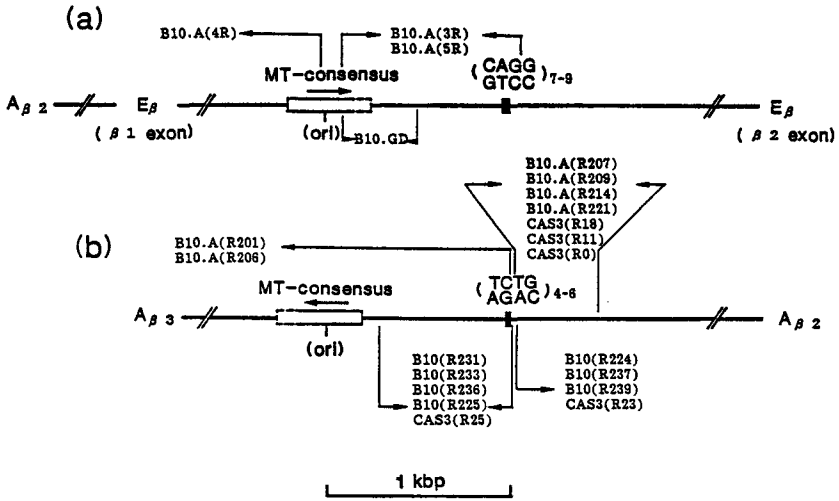 (a)
B10.A(4R)
B10.A(3R)
B10.A(5R)
MT-consensus
( CAGG
GTCC )7-9
Aβ2
Eβ
(β1 exon)
(ori)
B10.GD
Eβ
(β2 exon)
B10.A(R207)
B10.A(R209)
B10.A(R214)
B10.A(R221)
CAS3(R18)
CAS3(R11)
CAS3(R0)
(b)
B10.A(R201)
B10.A(R206)
MT-consensus
( TCTG
AGAC )4-6
Aβ3
Aβ2
(ori)
B10(R231)
B10(R233)
B10(R236)
B10(R225)
CAS3(R25)
B10(R224)
B10(R237)
B10(R239)
CAS3(R23)
1 kbp